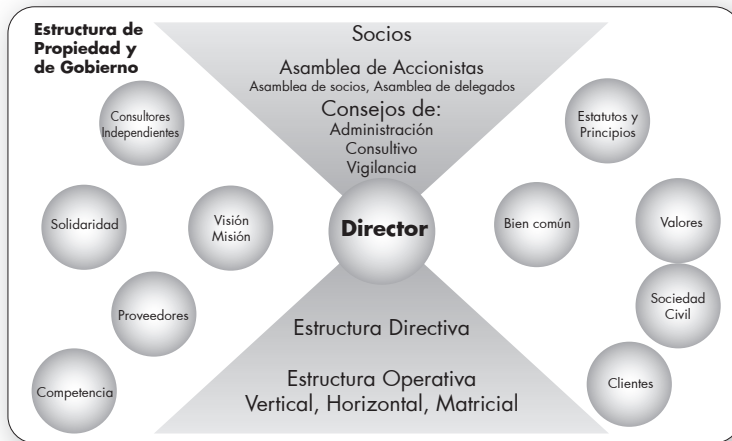 Estructura de
Propiedad y
de Gobierno
Socios
Asamblea de Accionistas
Asamblea de socios, Asamblea de delegados
Consejos de:
Administración
Consultivo
Vigilancia
Consultores
Independientes
Estatutos y
Principios
Solidaridad
Visión
Misión
Director
Bien común
Valores
Proveedores
Sociedad
Civil
Estructura Directiva
Competencia
Estructura Operativa
Vertical, Horizontal, Matricial
Clientes